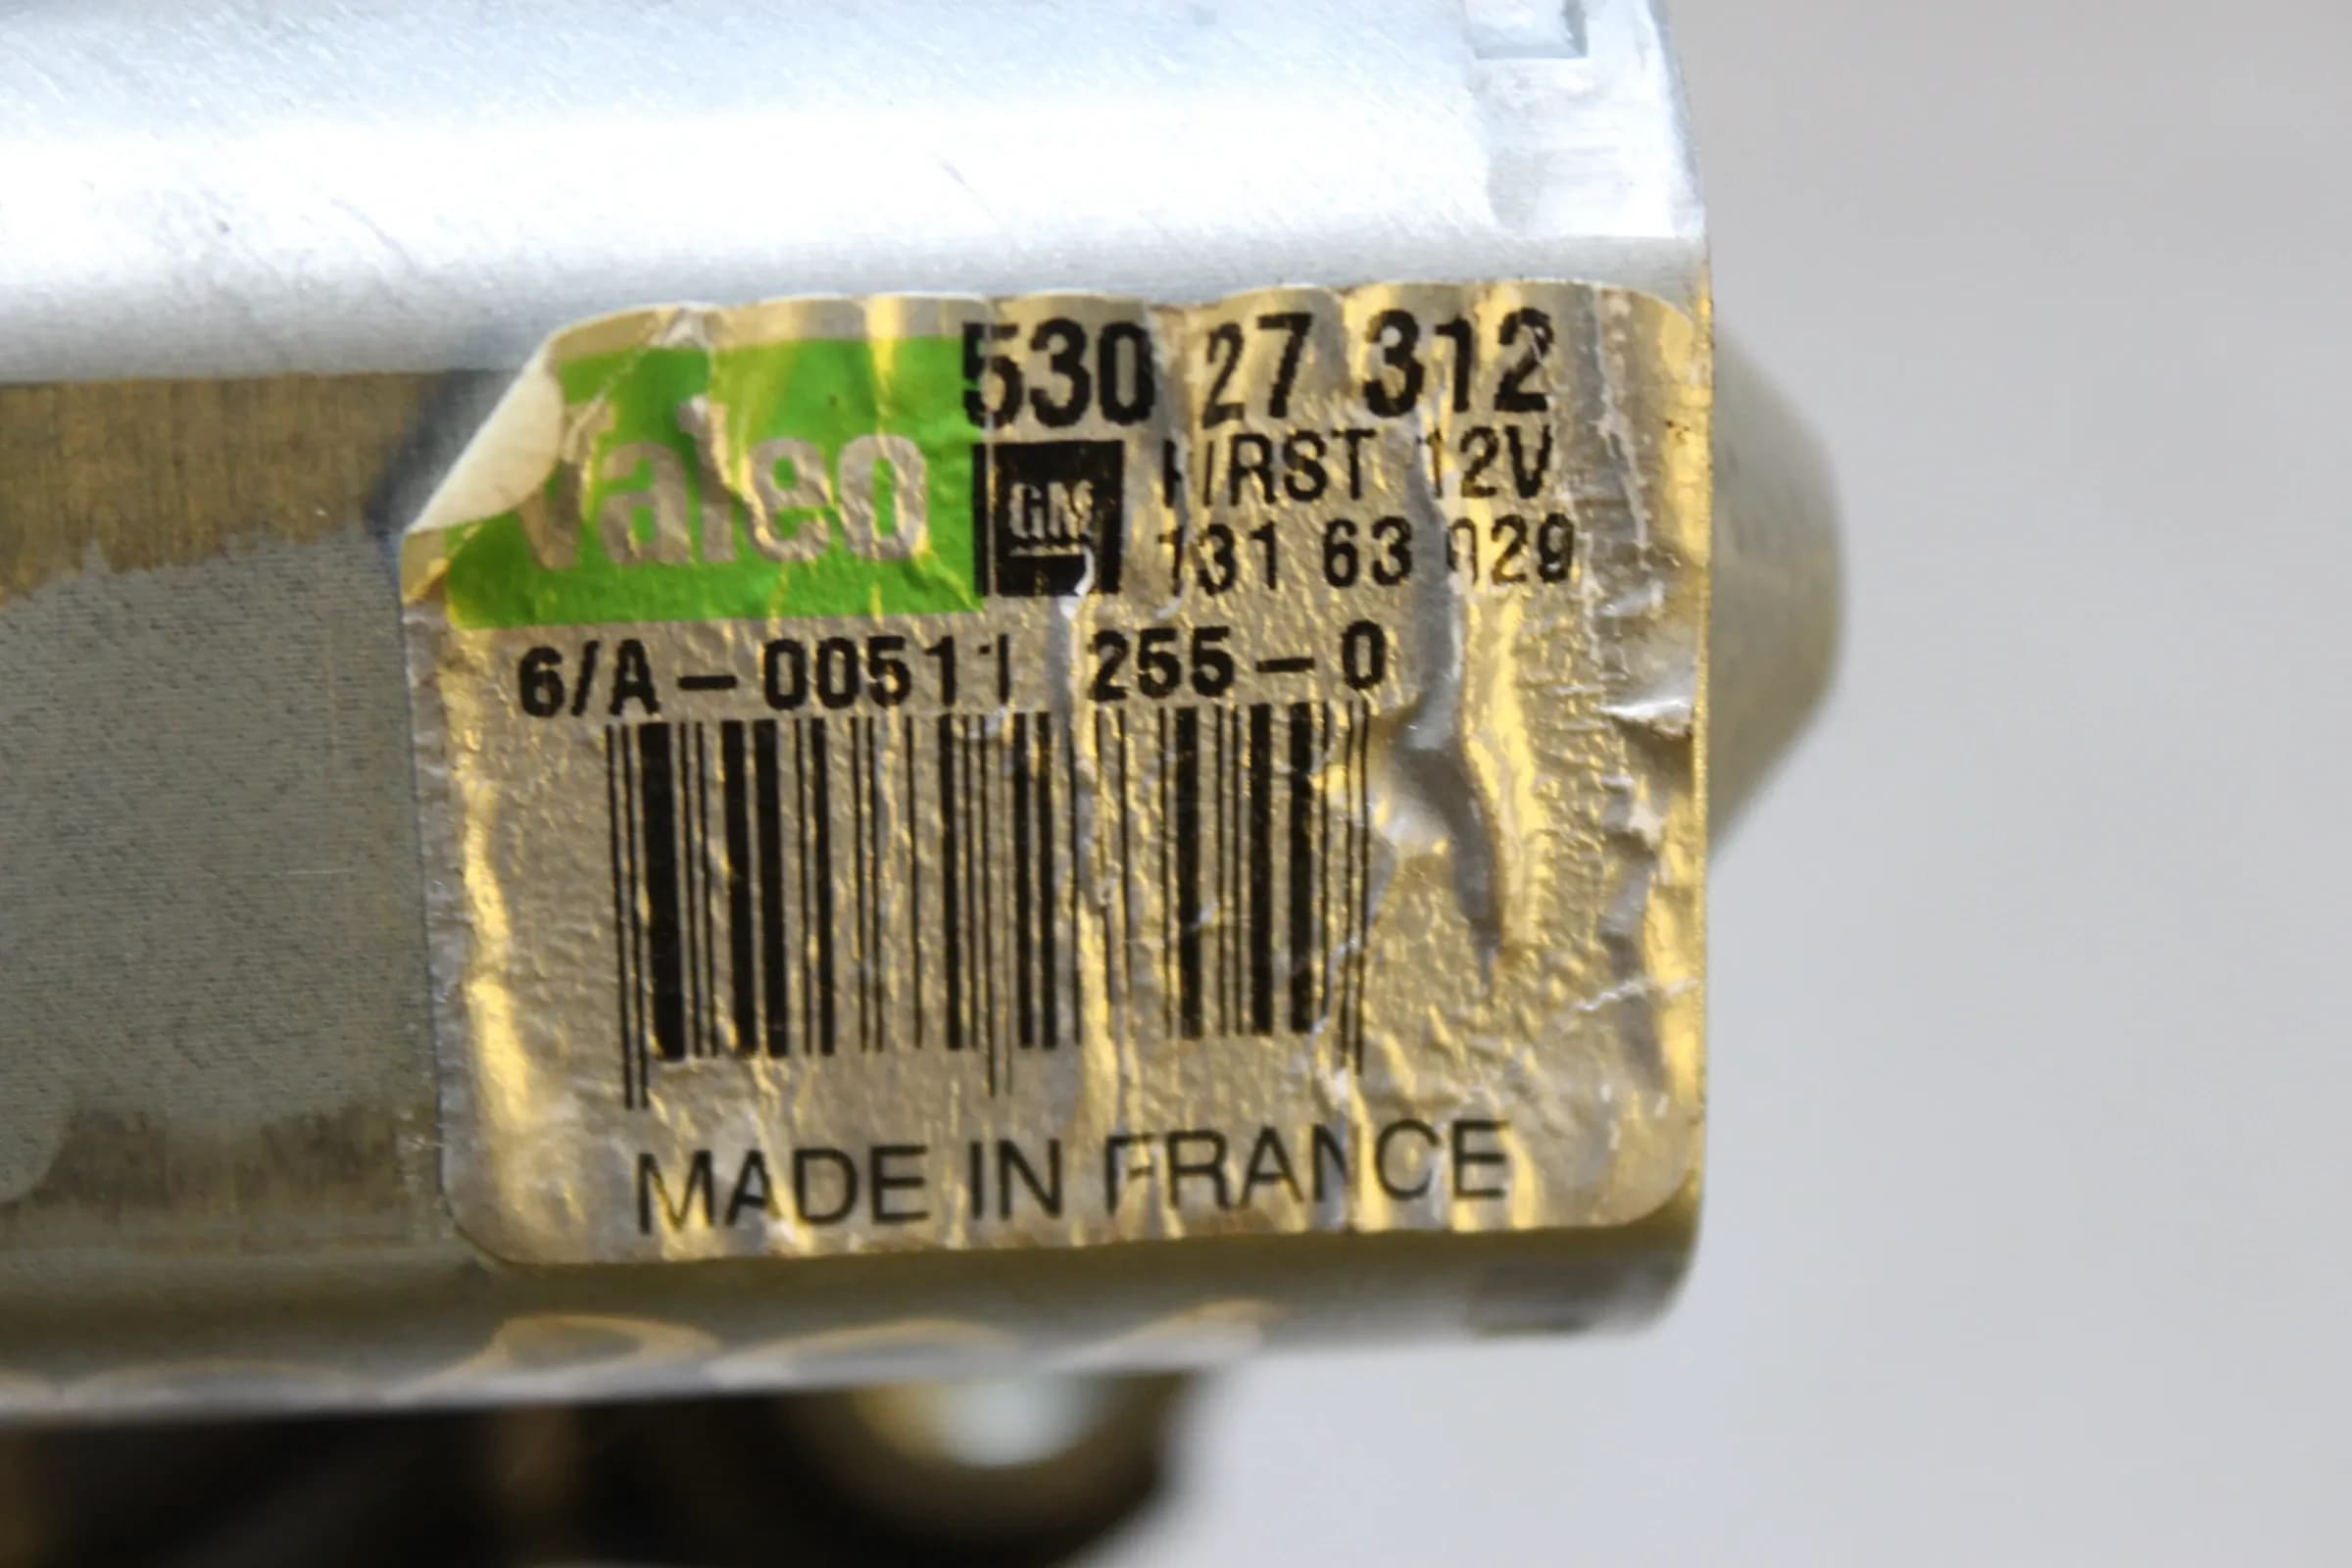 Valeo 530 27 312
GM H/RST 12V
131 63 029
6/A-00511 255-0
MADE IN FRANCE